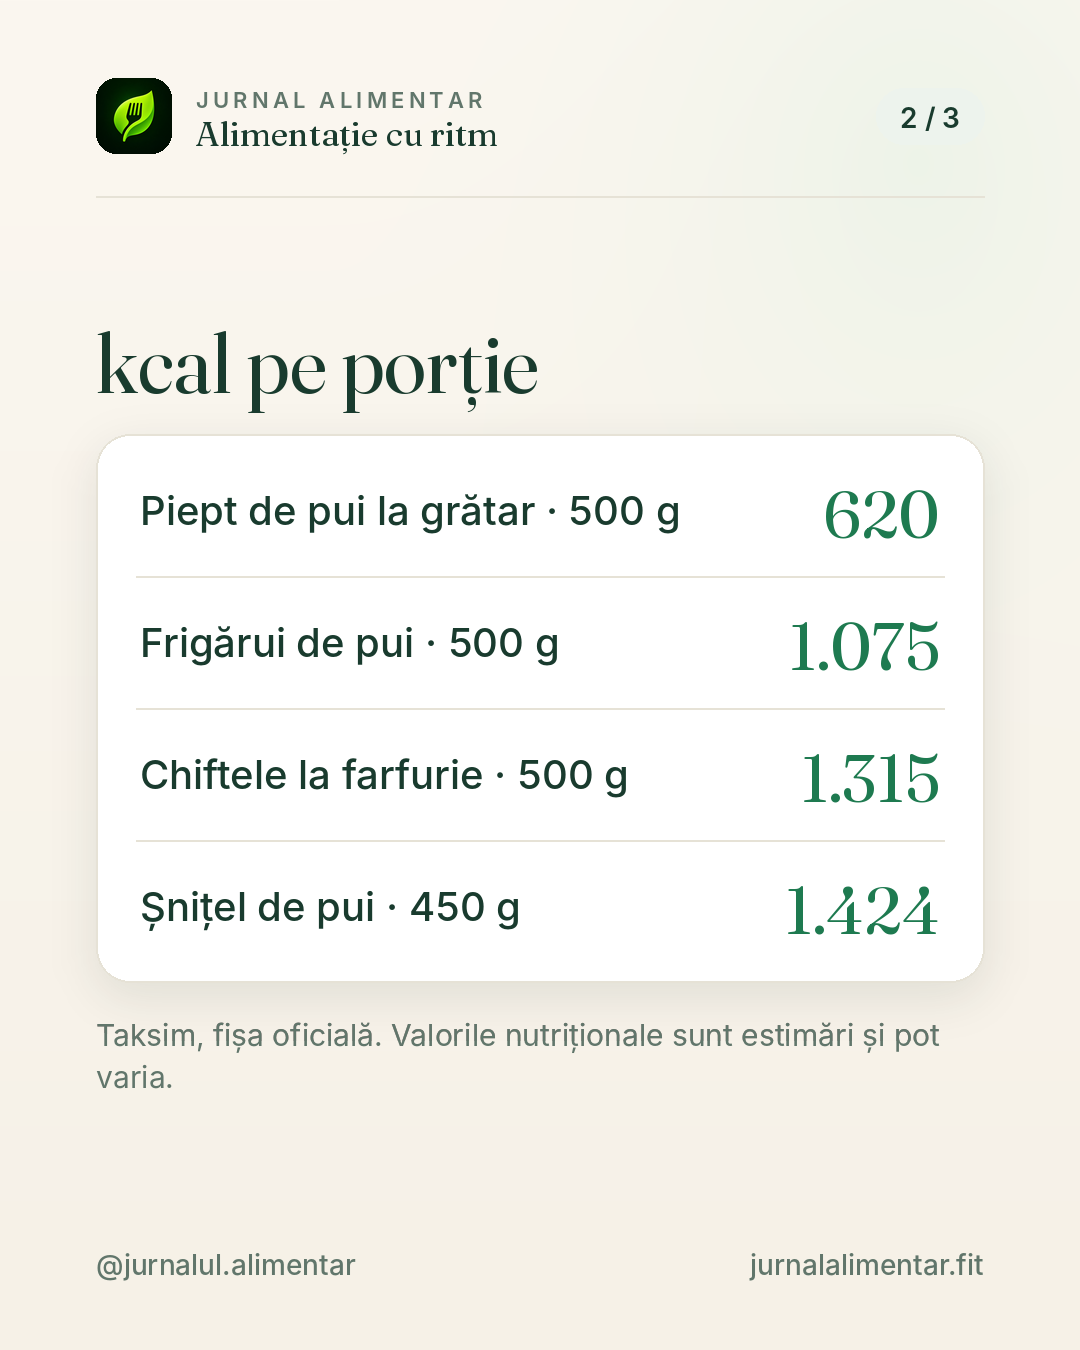 JURNAL ALIMENTAR
Alimentație cu ritm
2 / 3
kcal pe porție
Piept de pui la grătar · 500 g 620
Frigărui de pui · 500 g 1.075
Chiftele la farfurie · 500 g 1.315
Șnițel de pui · 450 g 1.424
Taksim, fișa oficială. Valorile nutriționale sunt estimări și pot
varia.
@jurnalul.alimentar jurnalalimentar.fit